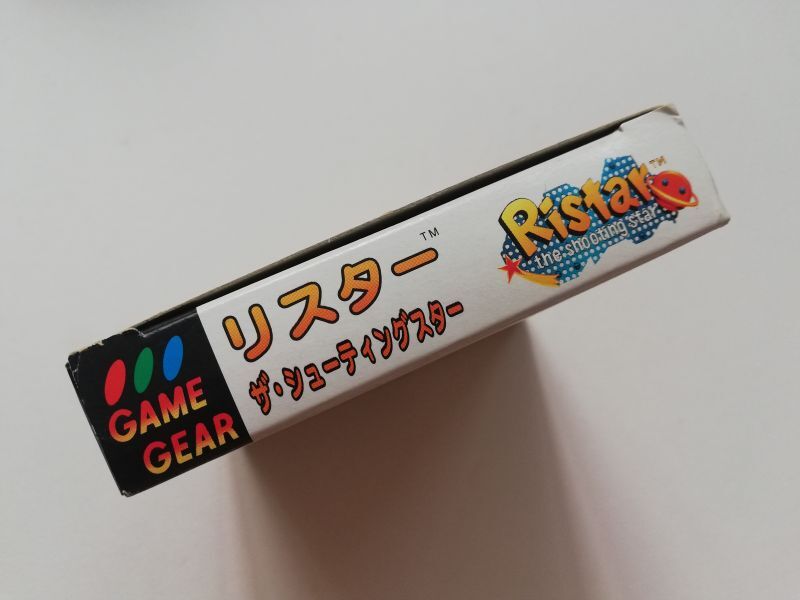 GAME
GEAR
リスター™
ザ・シューティングスター
Ristar™
the shooting star